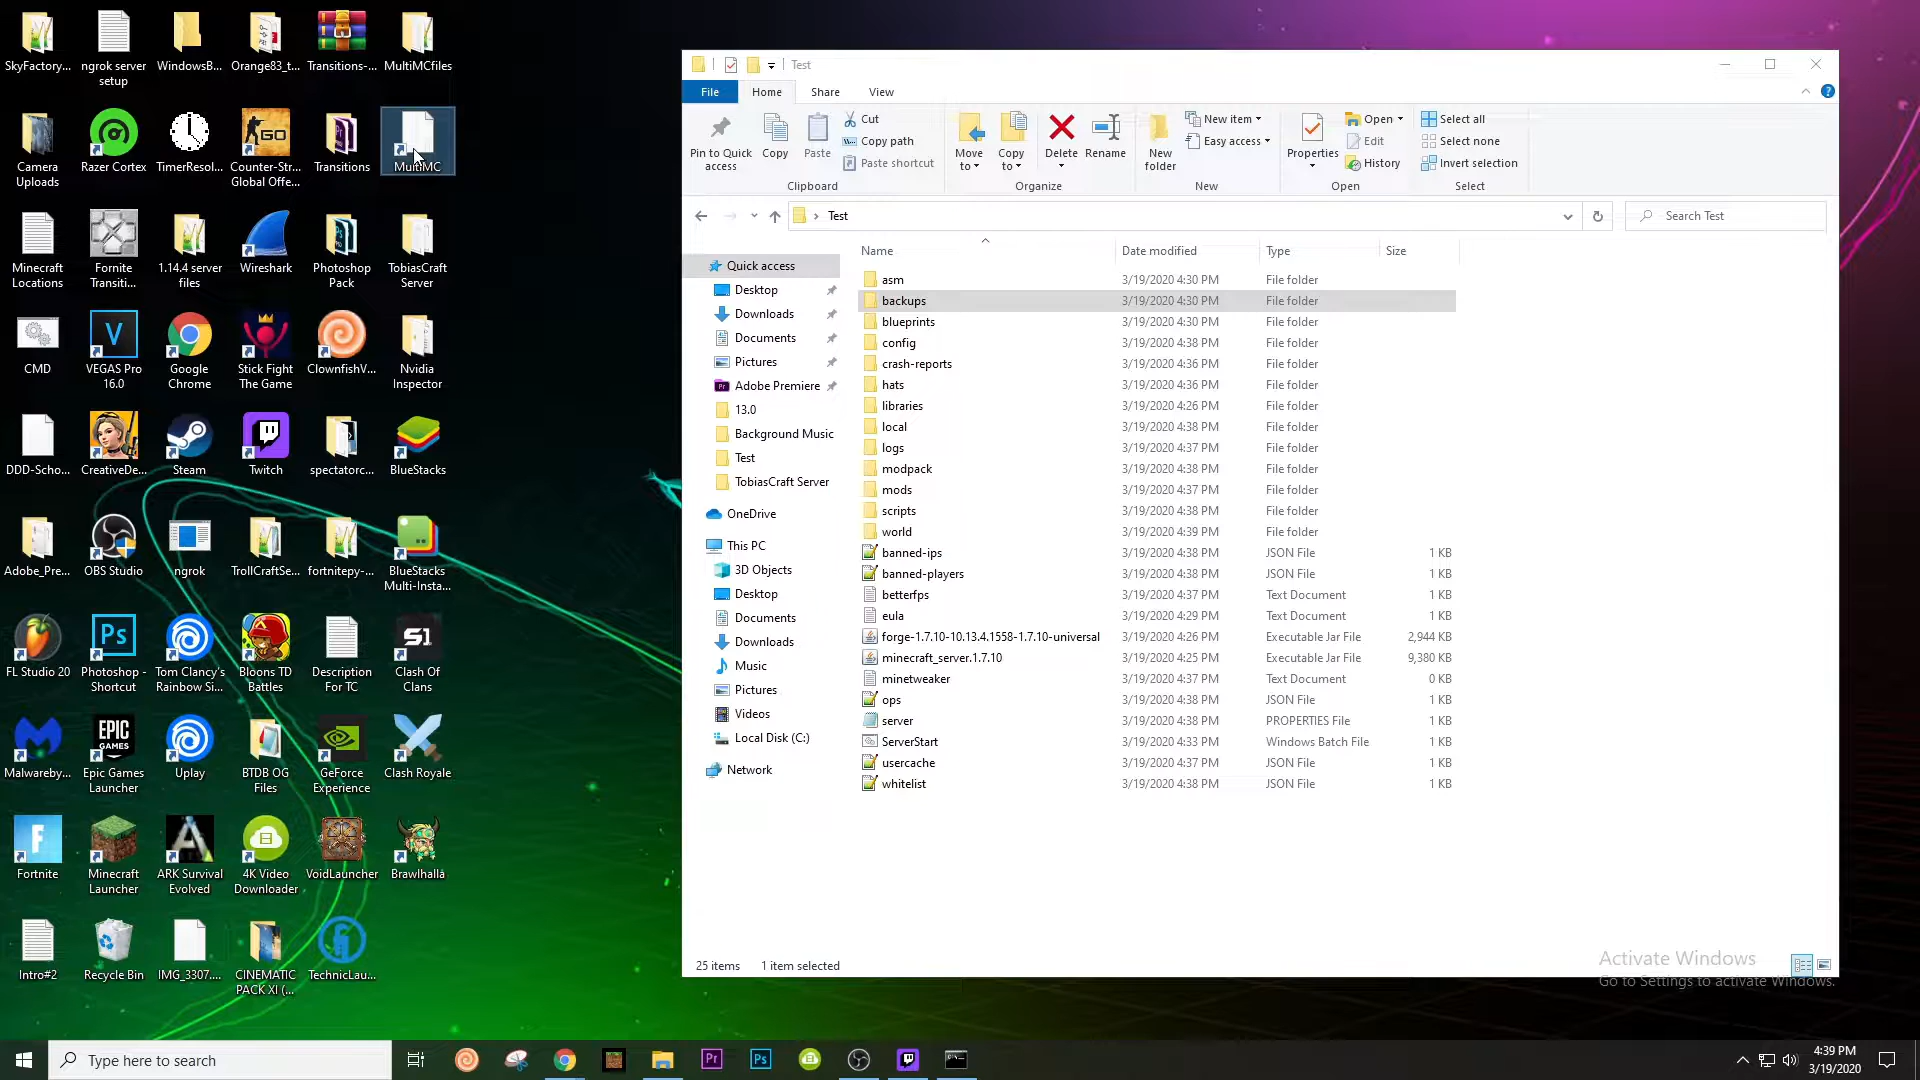 SkyFactory...
ngrok server
setup
WindowsB...
Orange83_t...
Transitions-...
MultiMCfiles
Camera
Uploads
Razer Cortex
TimerResol...
Counter-Str...
Global Offe...
Transitions
MultiMC
Minecraft
Locations
Fornite
Transiti...
1.14.4 server
files
Wireshark
Photoshop
Pack
TobiasCraft
Server
CMD
VEGAS Pro
16.0
Google
Chrome
Stick Fight
The Game
ClownfishV...
Nvidia
Inspector
DDD-Scho...
CreativeDe...
Steam
Twitch
spectatorc...
BlueStacks
Adobe_Pre...
OBS Studio
ngrok
TrollCraftSe...
fortnitepy-...
BlueStacks
Multi-Insta...
FL Studio 20
Photoshop -
Shortcut
Tom Clancy's
Rainbow Si...
Bloons TD
Battles
Description
For TC
Clash Of
Clans
Malwareby...
Epic Games
Launcher
Uplay
BTDB OG
Files
GeForce
Experience
Clash Royale
Fortnite
Minecraft
Launcher
ARK Survival
Evolved
4K Video
Downloader
VoidLauncher
Brawlhalla
Intro#2
Recycle Bin
IMG_3307....
CINEMATIC
PACK XI (...
TechnicLau...
Test
File Home Share View
Pin to Quick
access
Copy
Paste
Cut
Copy path
Paste shortcut
Clipboard
Move
to
Copy
to
Delete
Rename
Organize
New
folder
New item
Easy access
New
Properties
Open
Edit
History
Open
Select all
Select none
Invert selection
Select
Test
Search Test
Quick access
Desktop
Downloads
Documents
Pictures
Adobe Premiere
13.0
Background Music
Test
TobiasCraft Server
OneDrive
This PC
3D Objects
Desktop
Documents
Downloads
Music
Pictures
Videos
Local Disk (C:)
Network
Name Date modified Type Size
asm 3/19/2020 4:30 PM File folder
backups 3/19/2020 4:30 PM File folder
blueprints 3/19/2020 4:30 PM File folder
config 3/19/2020 4:38 PM File folder
crash-reports 3/19/2020 4:36 PM File folder
hats 3/19/2020 4:36 PM File folder
libraries 3/19/2020 4:26 PM File folder
local 3/19/2020 4:38 PM File folder
logs 3/19/2020 4:37 PM File folder
modpack 3/19/2020 4:38 PM File folder
mods 3/19/2020 4:37 PM File folder
scripts 3/19/2020 4:38 PM File folder
world 3/19/2020 4:39 PM File folder
banned-ips 3/19/2020 4:38 PM JSON File 1 KB
banned-players 3/19/2020 4:38 PM JSON File 1 KB
betterfps 3/19/2020 4:37 PM Text Document 1 KB
eula 3/19/2020 4:29 PM Text Document 1 KB
forge-1.7.10-10.13.4.1558-1.7.10-universal 3/19/2020 4:26 PM Executable Jar File 2,944 KB
minecraft_server.1.7.10 3/19/2020 4:25 PM Executable Jar File 9,380 KB
minetweaker 3/19/2020 4:37 PM Text Document 0 KB
ops 3/19/2020 4:38 PM JSON File 1 KB
server 3/19/2020 4:38 PM PROPERTIES File 1 KB
ServerStart 3/19/2020 4:33 PM Windows Batch File 1 KB
usercache 3/19/2020 4:37 PM JSON File 1 KB
whitelist 3/19/2020 4:38 PM JSON File 1 KB
25 items 1 item selected
Activate Windows
Go to Settings to activate Windows.
Type here to search
4:39 PM
3/19/2020